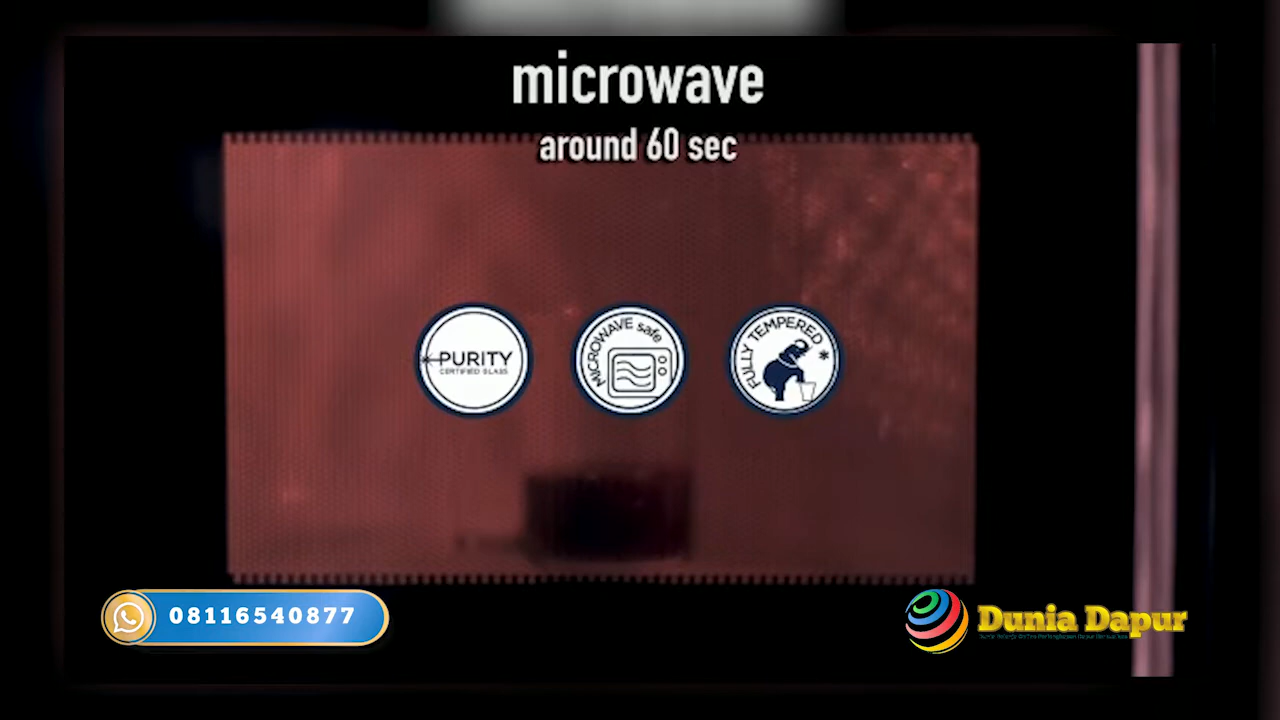 microwave
around 60 sec
PURITY
CERTIFIED GLASS
MICROWAVE safe
FULLY TEMPERED
08116540877
Dunia Dapur